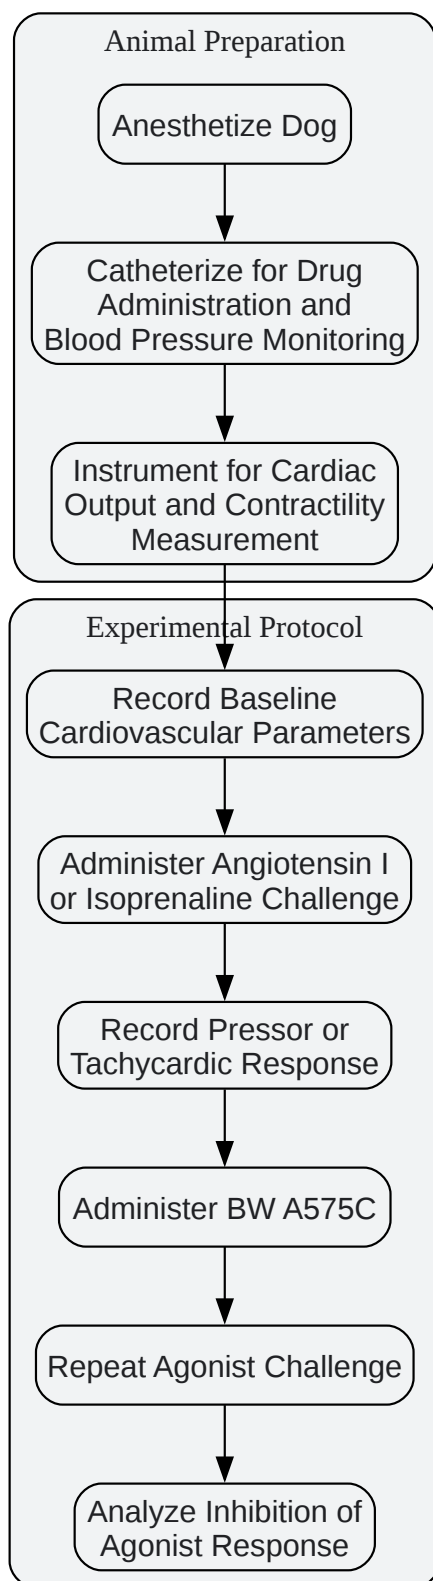 Animal Preparation
Anesthetize Dog
Catheterize for Drug
Administration and
Blood Pressure Monitoring
Instrument for Cardiac
Output and Contractility
Measurement
Experimental Protocol
Record Baseline
Cardiovascular Parameters
Administer Angiotensin I
or Isoprenaline Challenge
Record Pressor or
Tachycardic Response
Administer BW A575C
Repeat Agonist Challenge
Analyze Inhibition of
Agonist Response